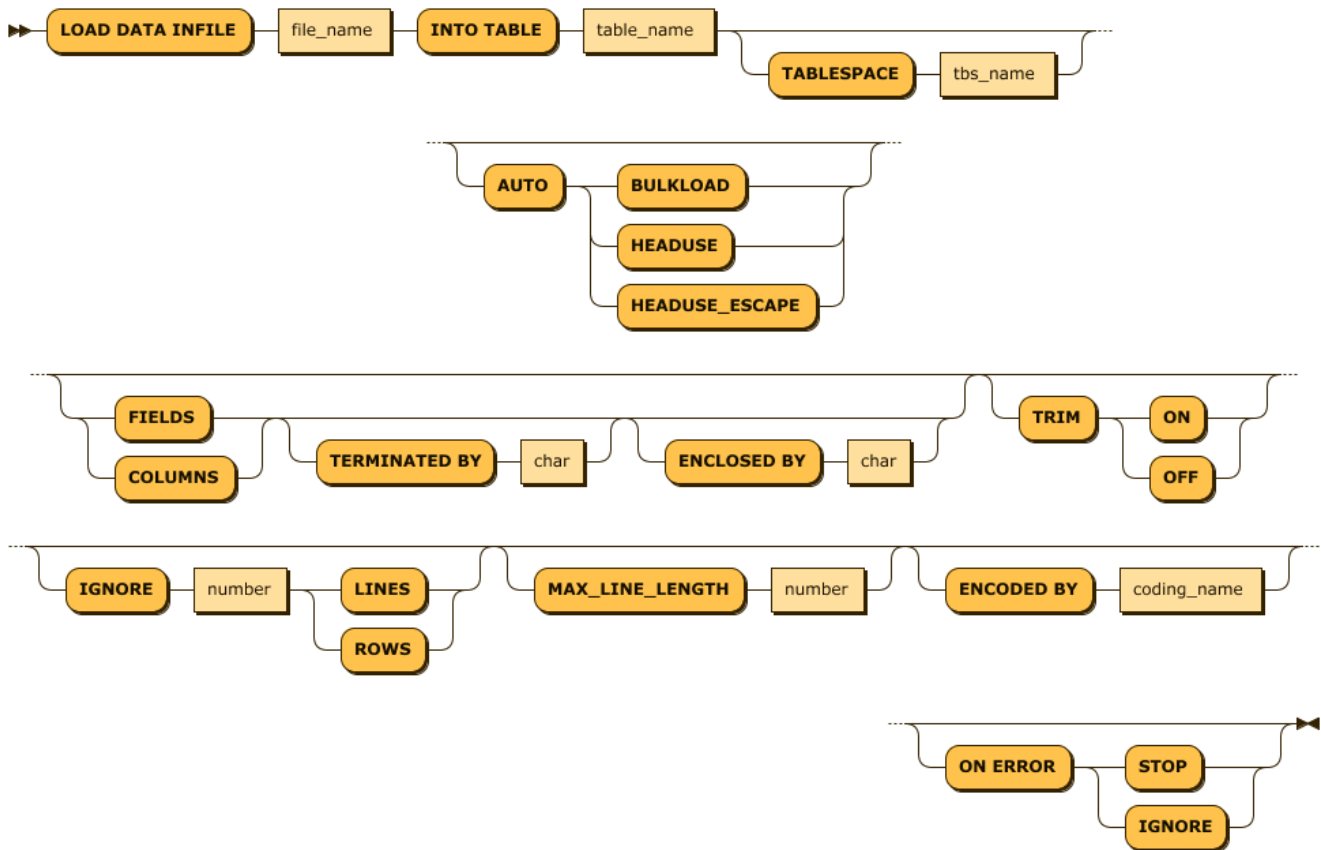 LOAD DATA INFILE file_name INTO TABLE table_name
TABLESPACE tbs_name
AUTO BULKLOAD
HEADUSE
HEADUSE_ESCAPE
FIELDS TRIM ON
COLUMNS TERMINATED BY char ENCLOSED BY char OFF
IGNORE number LINES MAX_LINE_LENGTH number ENCODED BY coding_name
ROWS
ON ERROR STOP
IGNORE